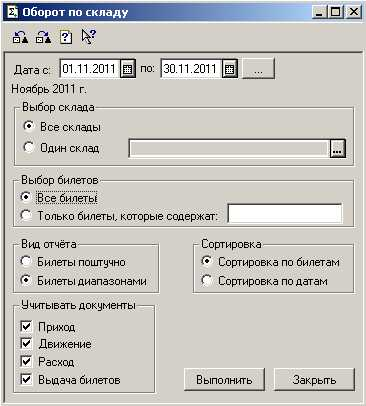 Оборот по складу
Дата с: 01.11.2011 по: 30.11.2011 ...
Ноябрь 2011 г.
Выбор склада
Все склады
Один склад ...
Выбор билетов
Все билеты
Только билеты, которые содержат:
Вид отчёта
Билеты поштучно
Билеты диапазонами
Сортировка
Сортировка по билетам
Сортировка по датам
Учитывать документы
Приход
Движение
Расход
Выдача билетов
Выполнить Закрыть